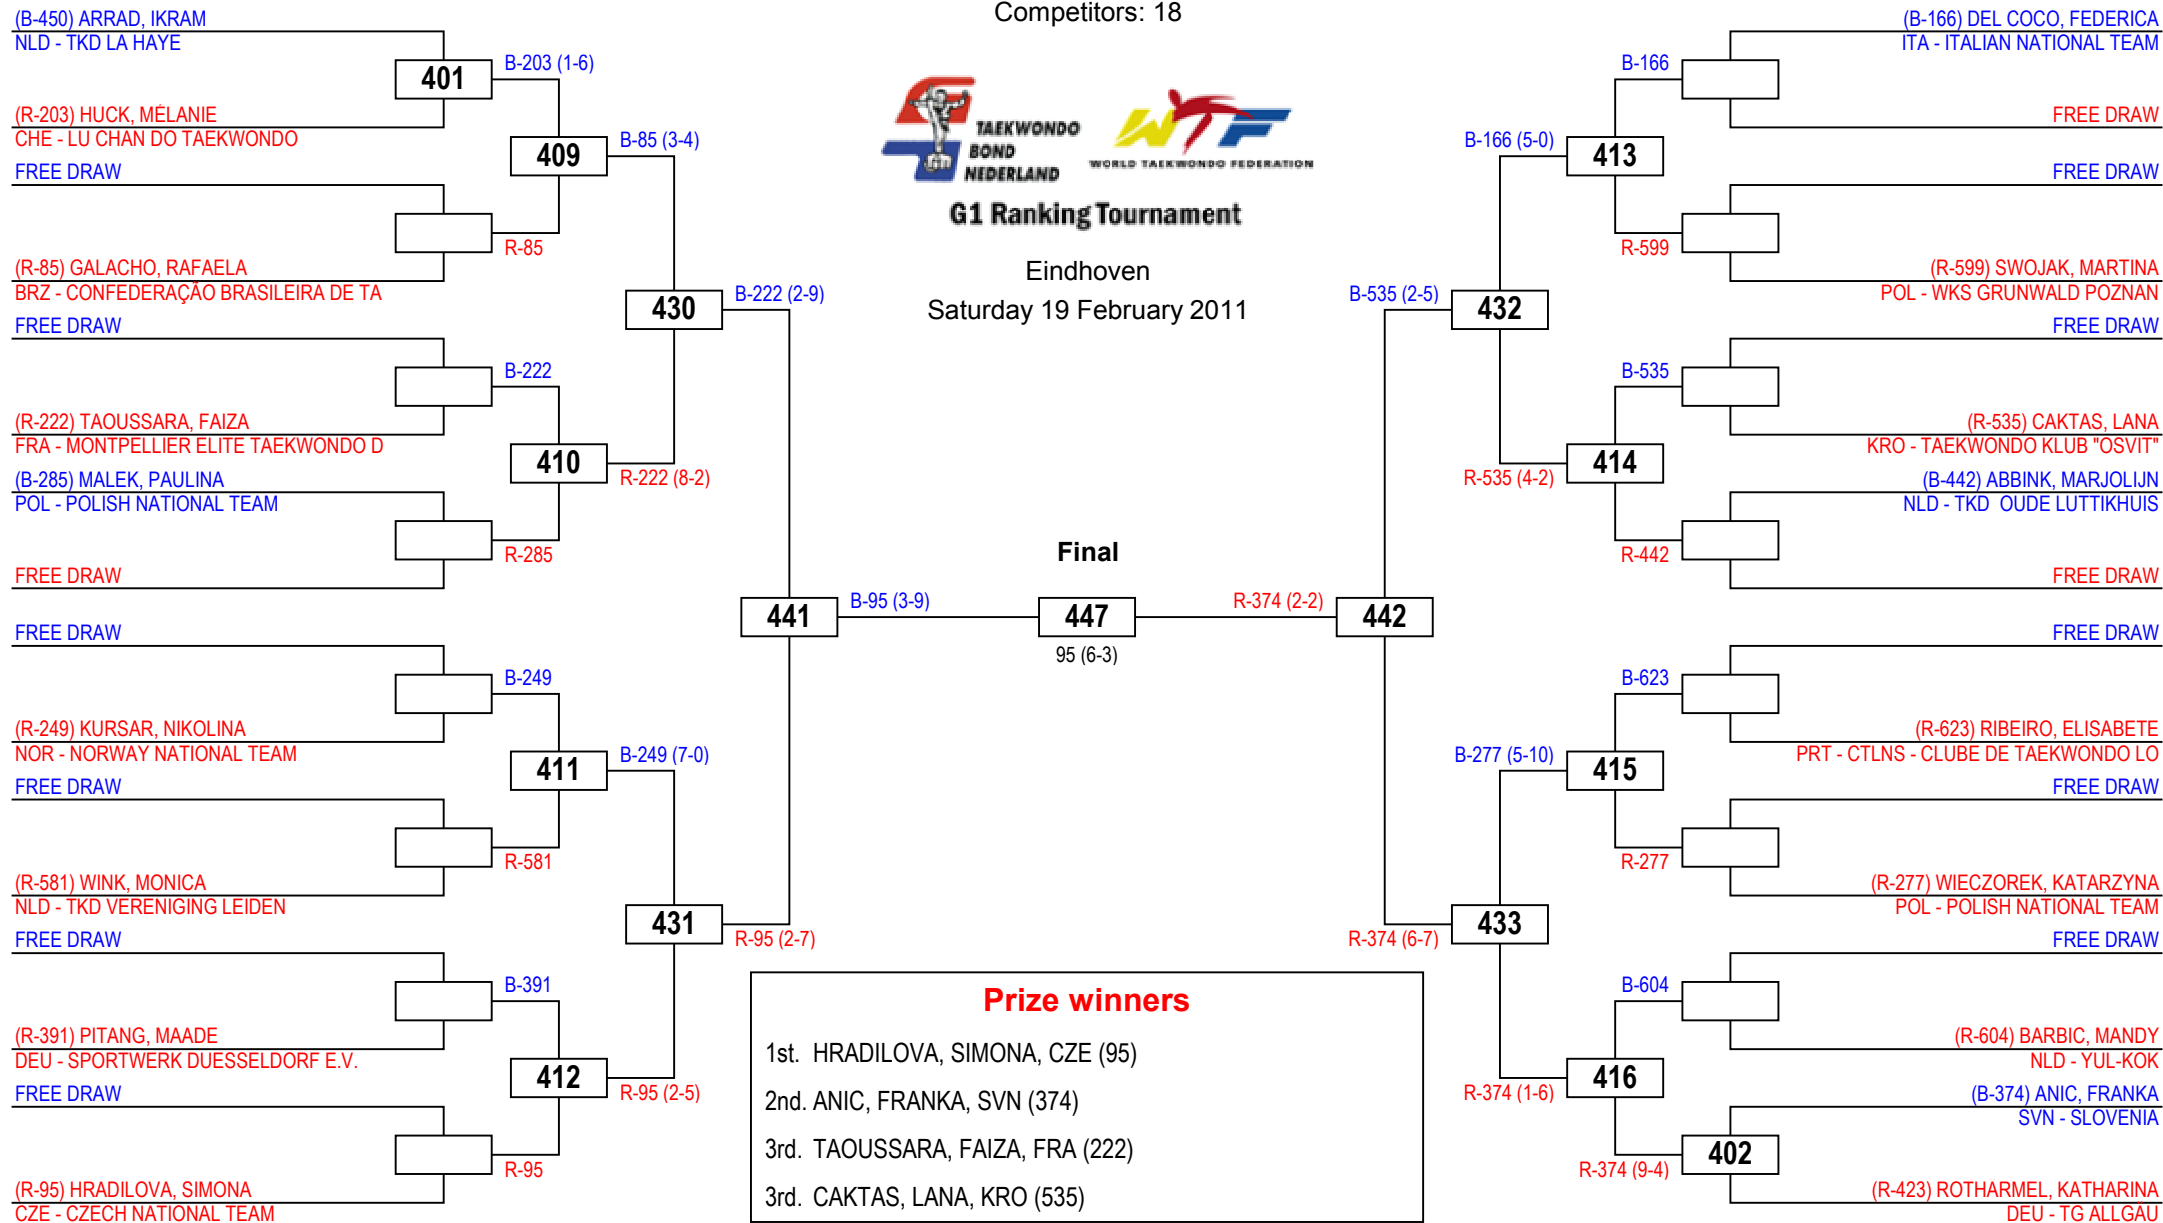 Competitors: 18
TAEKWONDO
BOND
NEDERLAND
WTF
WORLD TAEKWONDO FEDERATION
G1 Ranking Tournament
Eindhoven
Saturday 19 February 2011
(B-450) ARRAD, IKRAM
NLD - TKD LA HAYE
401
B-203 (1-6)
(R-203) HUCK, MÉLANIE
CHE - LU CHAN DO TAEKWONDO
409
B-85 (3-4)
FREE DRAW
R-85
(R-85) GALACHO, RAFAELA
BRZ - CONFEDERAÇÃO BRASILEIRA DE TA
430
B-222 (2-9)
FREE DRAW
B-222
(R-222) TAOUSSARA, FAIZA
FRA - MONTPELLIER ELITE TAEKWONDO D
410
R-222 (8-2)
(B-285) MALEK, PAULINA
POL - POLISH NATIONAL TEAM
R-285
FREE DRAW
441
B-95 (3-9)
FREE DRAW
B-249
(R-249) KURSAR, NIKOLINA
NOR - NORWAY NATIONAL TEAM
411
B-249 (7-0)
FREE DRAW
R-581
(R-581) WINK, MONICA
NLD - TKD VERENIGING LEIDEN
431
R-95 (2-7)
FREE DRAW
B-391
(R-391) PITANG, MAADE
DEU - SPORTWERK DUESSELDORF E.V.
412
R-95 (2-5)
FREE DRAW
R-95
(R-95) HRADILOVA, SIMONA
CZE - CZECH NATIONAL TEAM
Final
447
95 (6-3)
(B-166) DEL COCO, FEDERICA
ITA - ITALIAN NATIONAL TEAM
B-166
FREE DRAW
B-166 (5-0)
413
FREE DRAW
R-599
(R-599) SWOJAK, MARTINA
POL - WKS GRUNWALD POZNAN
B-535 (2-5)
432
FREE DRAW
B-535
(R-535) CAKTAS, LANA
KRO - TAEKWONDO KLUB "OSVIT"
R-535 (4-2)
414
(B-442) ABBINK, MARJOLIJN
NLD - TKD  OUDE LUTTIKHUIS
R-442
FREE DRAW
R-374 (2-2)
442
FREE DRAW
B-623
(R-623) RIBEIRO, ELISABETE
PRT - CTLNS - CLUBE DE TAEKWONDO LO
B-277 (5-10)
415
FREE DRAW
R-277
(R-277) WIECZOREK, KATARZYNA
POL - POLISH NATIONAL TEAM
R-374 (6-7)
433
FREE DRAW
B-604
(R-604) BARBIC, MANDY
NLD - YUL-KOK
R-374 (1-6)
416
(B-374) ANIC, FRANKA
SVN - SLOVENIA
R-374 (9-4)
402
(R-423) ROTHARMEL, KATHARINA
DEU - TG ALLGÄU
Prize winners
1st. HRADILOVA, SIMONA, CZE (95)
2nd. ANIC, FRANKA, SVN (374)
3rd. TAOUSSARA, FAIZA, FRA (222)
3rd. CAKTAS, LANA, KRO (535)